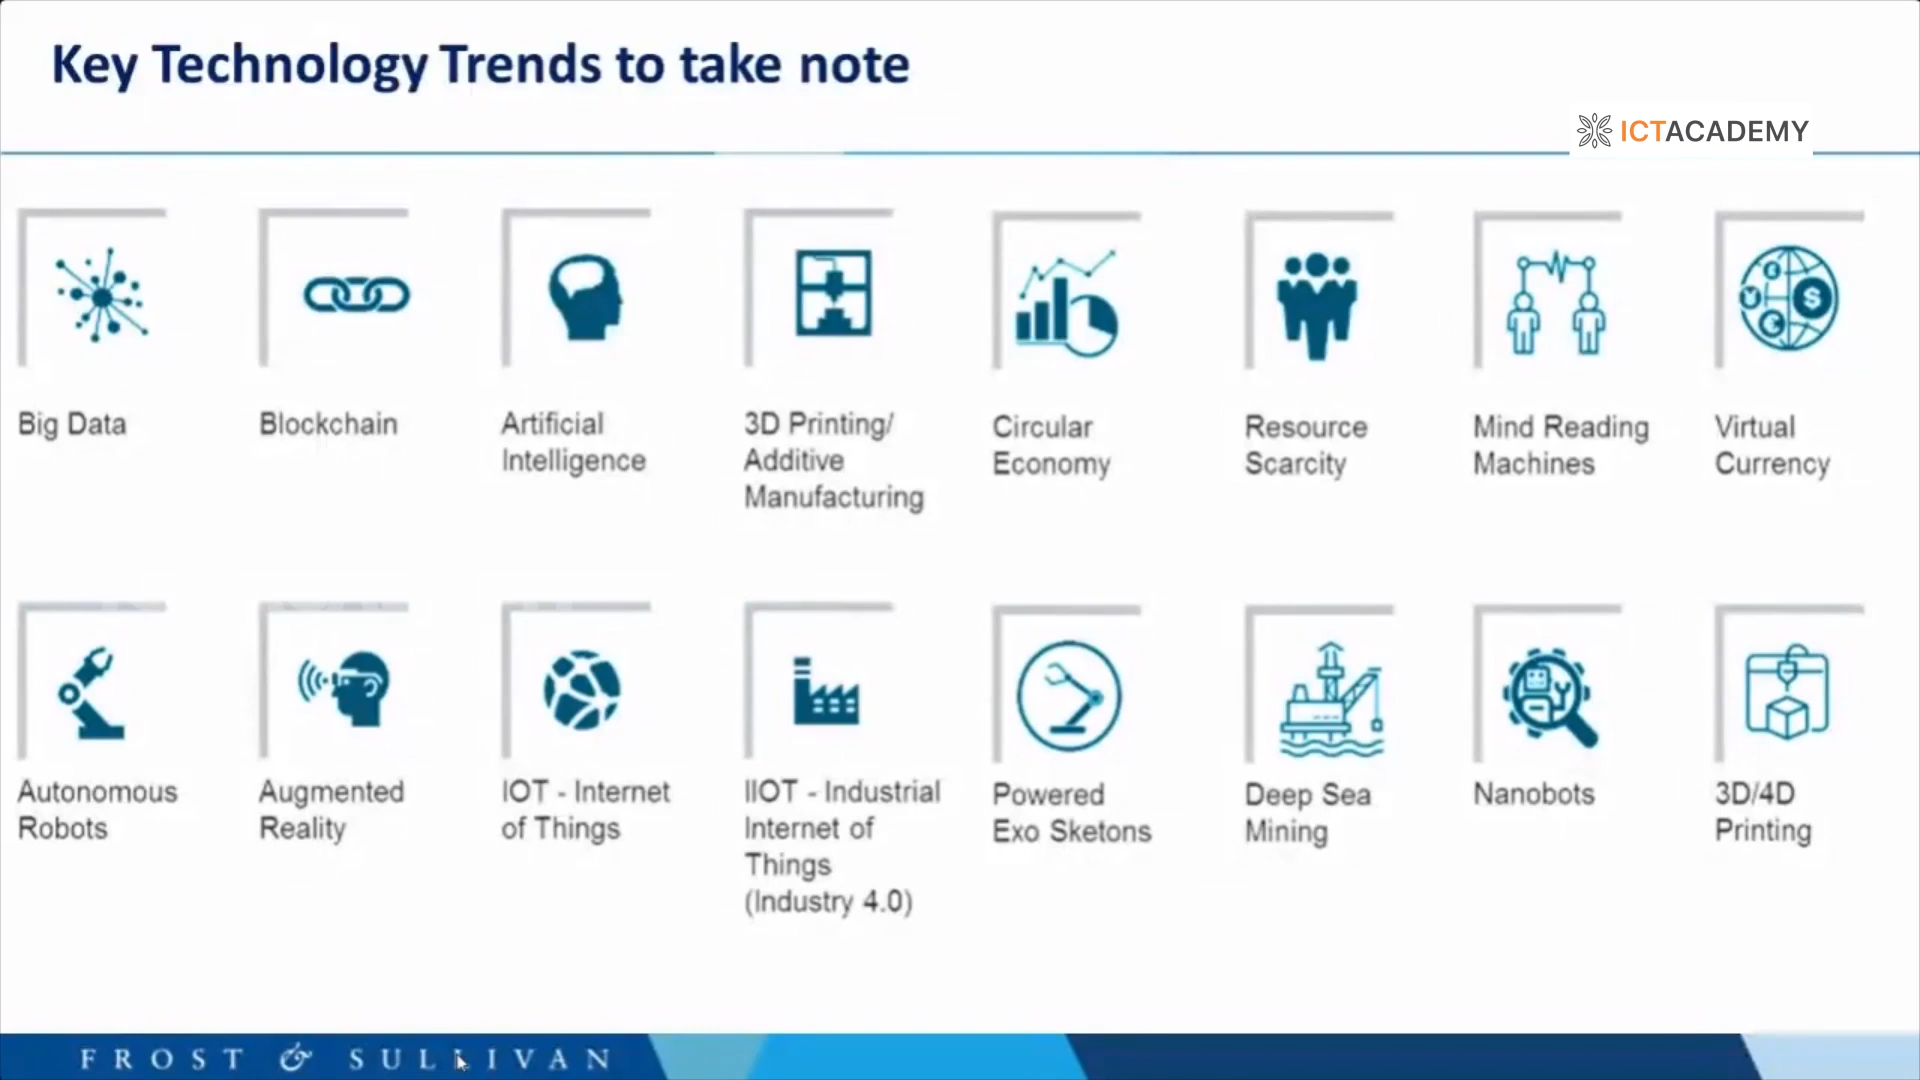 Key Technology Trends to take note
ICTACADEMY
Big Data
Blockchain
Artificial
Intelligence
3D Printing/
Additive
Manufacturing
Circular
Economy
Resource
Scarcity
Mind Reading
Machines
Virtual
Currency
Autonomous
Robots
Augmented
Reality
IOT - Internet
of Things
IIOT - Industrial
Internet of
Things
(Industry 4.0)
Powered
Exo Sketons
Deep Sea
Mining
Nanobots
3D/4D
Printing
FROST & SULLIVAN